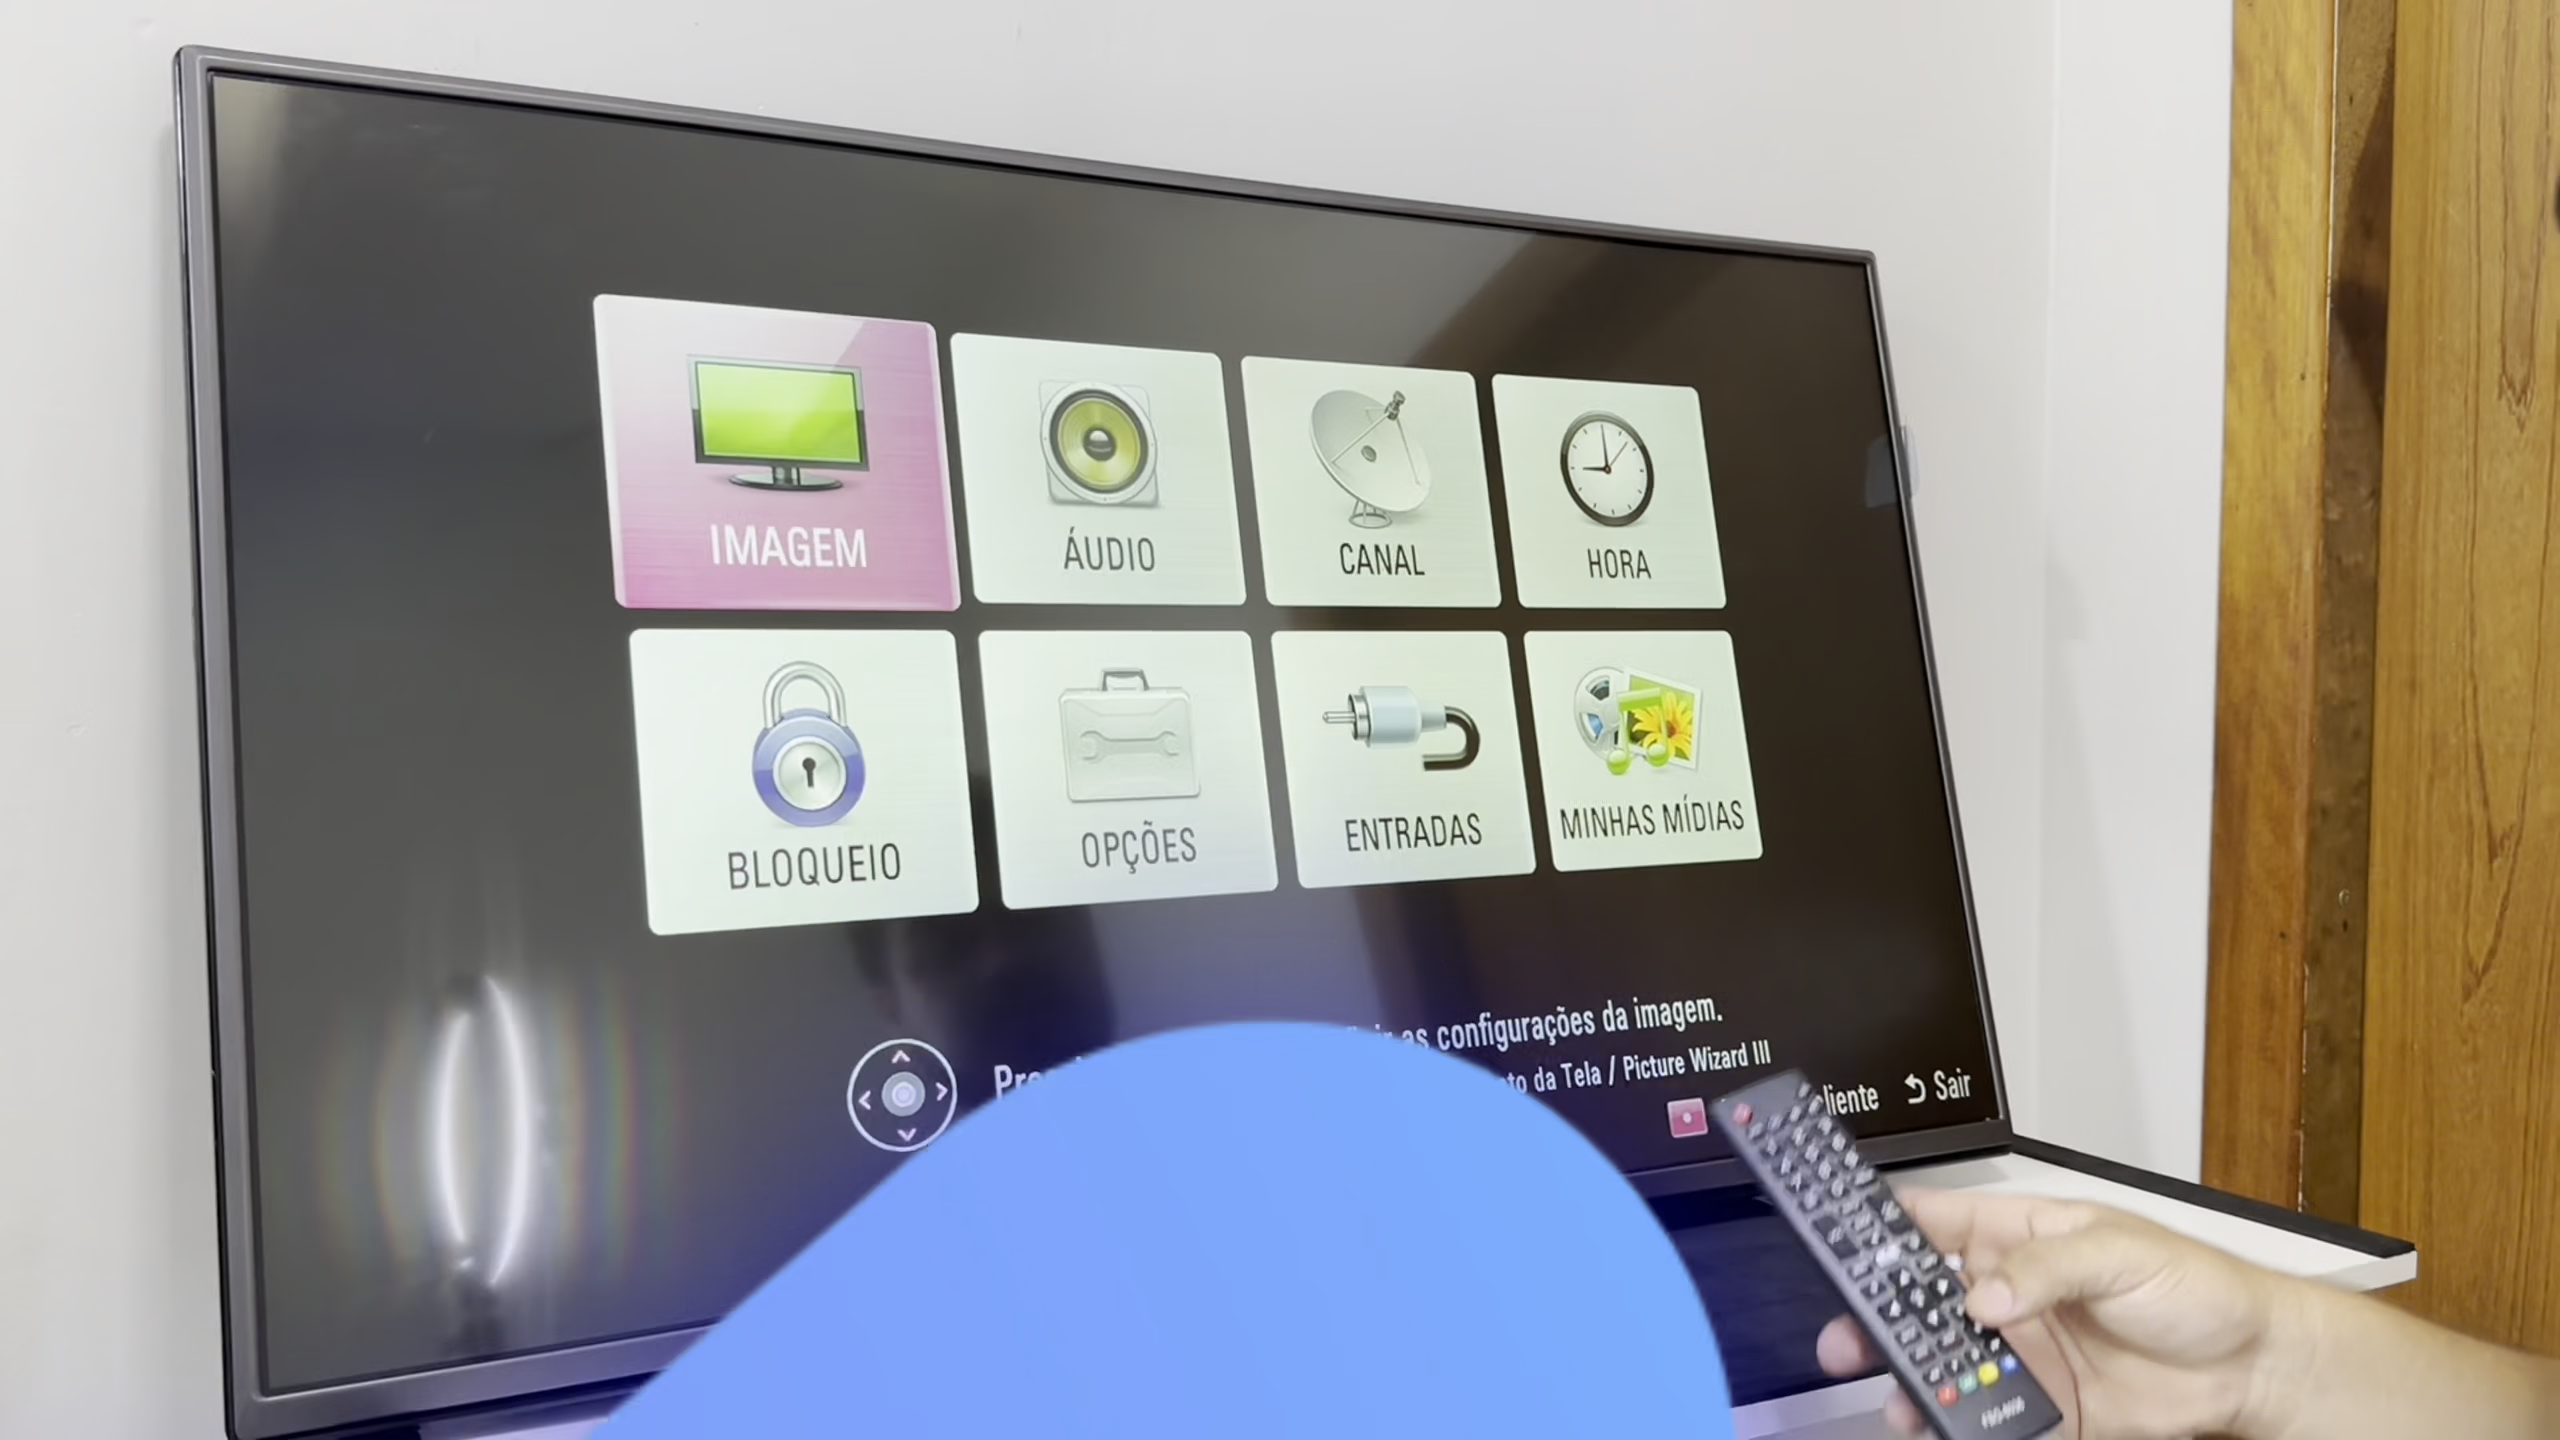 IMAGEM
ÁUDIO
CANAL
HORA
BLOQUEIO
OPÇÕES
ENTRADAS
MINHAS MÍDIAS
as configurações da imagem.
da Tela / Picture Wizard III
Sair